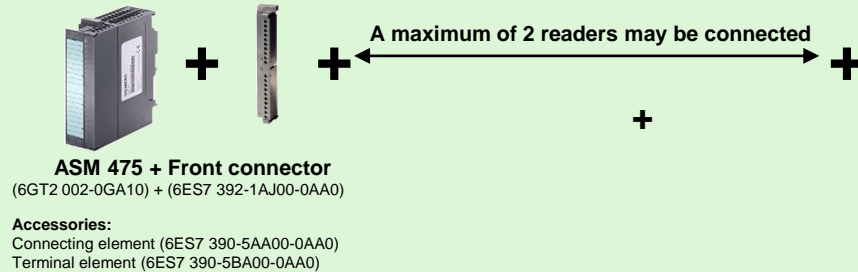 A maximum of 2 readers may be connected
ASM 475 + Front connector
(6GT2 002-0GA10) + (6ES7 392-1AJ00-0AA0)
Accessories:
Connecting element (6ES7 390-5AA00-0AA0)
Terminal element (6ES7 390-5BA00-0AA0)